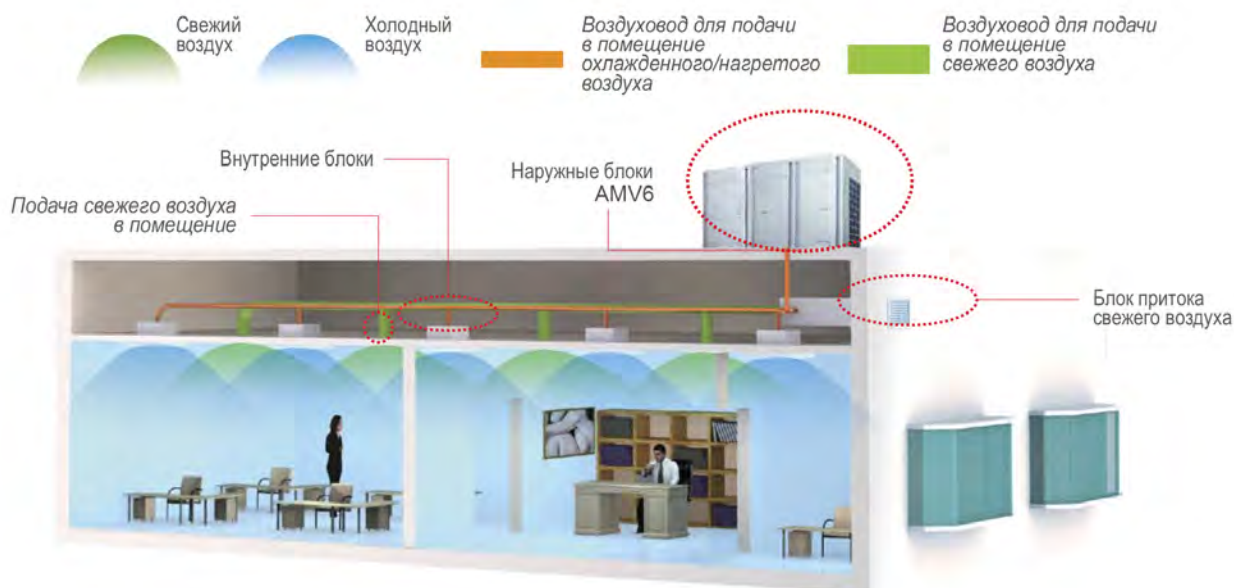 Свежий
воздух
Холодный
воздух
Воздуховод для подачи
в помещение
охлажденного/нагретого
воздуха
Воздуховод для подачи
в помещение
свежего воздуха
Внутренние блоки
Наружные блоки
AMV6
Подача свежего воздуха
в помещение
Блок притока
свежего воздуха